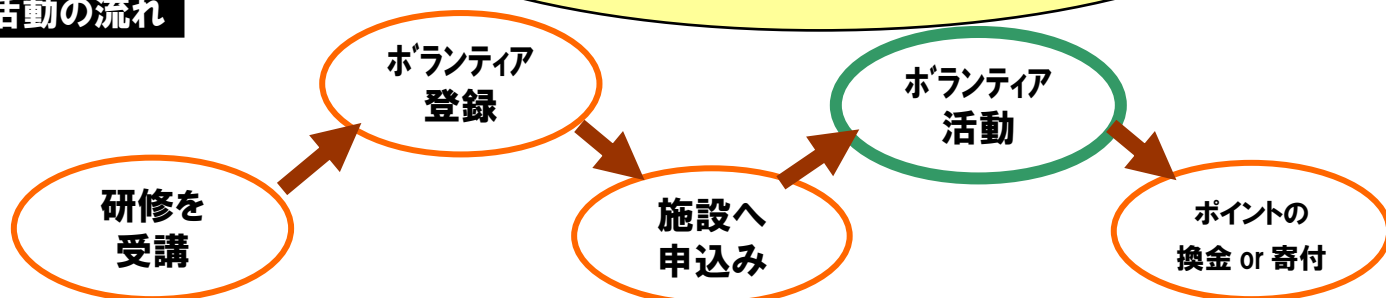 活動の流れ
ボランティア
登録
ボランティア
活動
研修を
受講
施設へ
申込み
ポイントの
換金 or 寄付